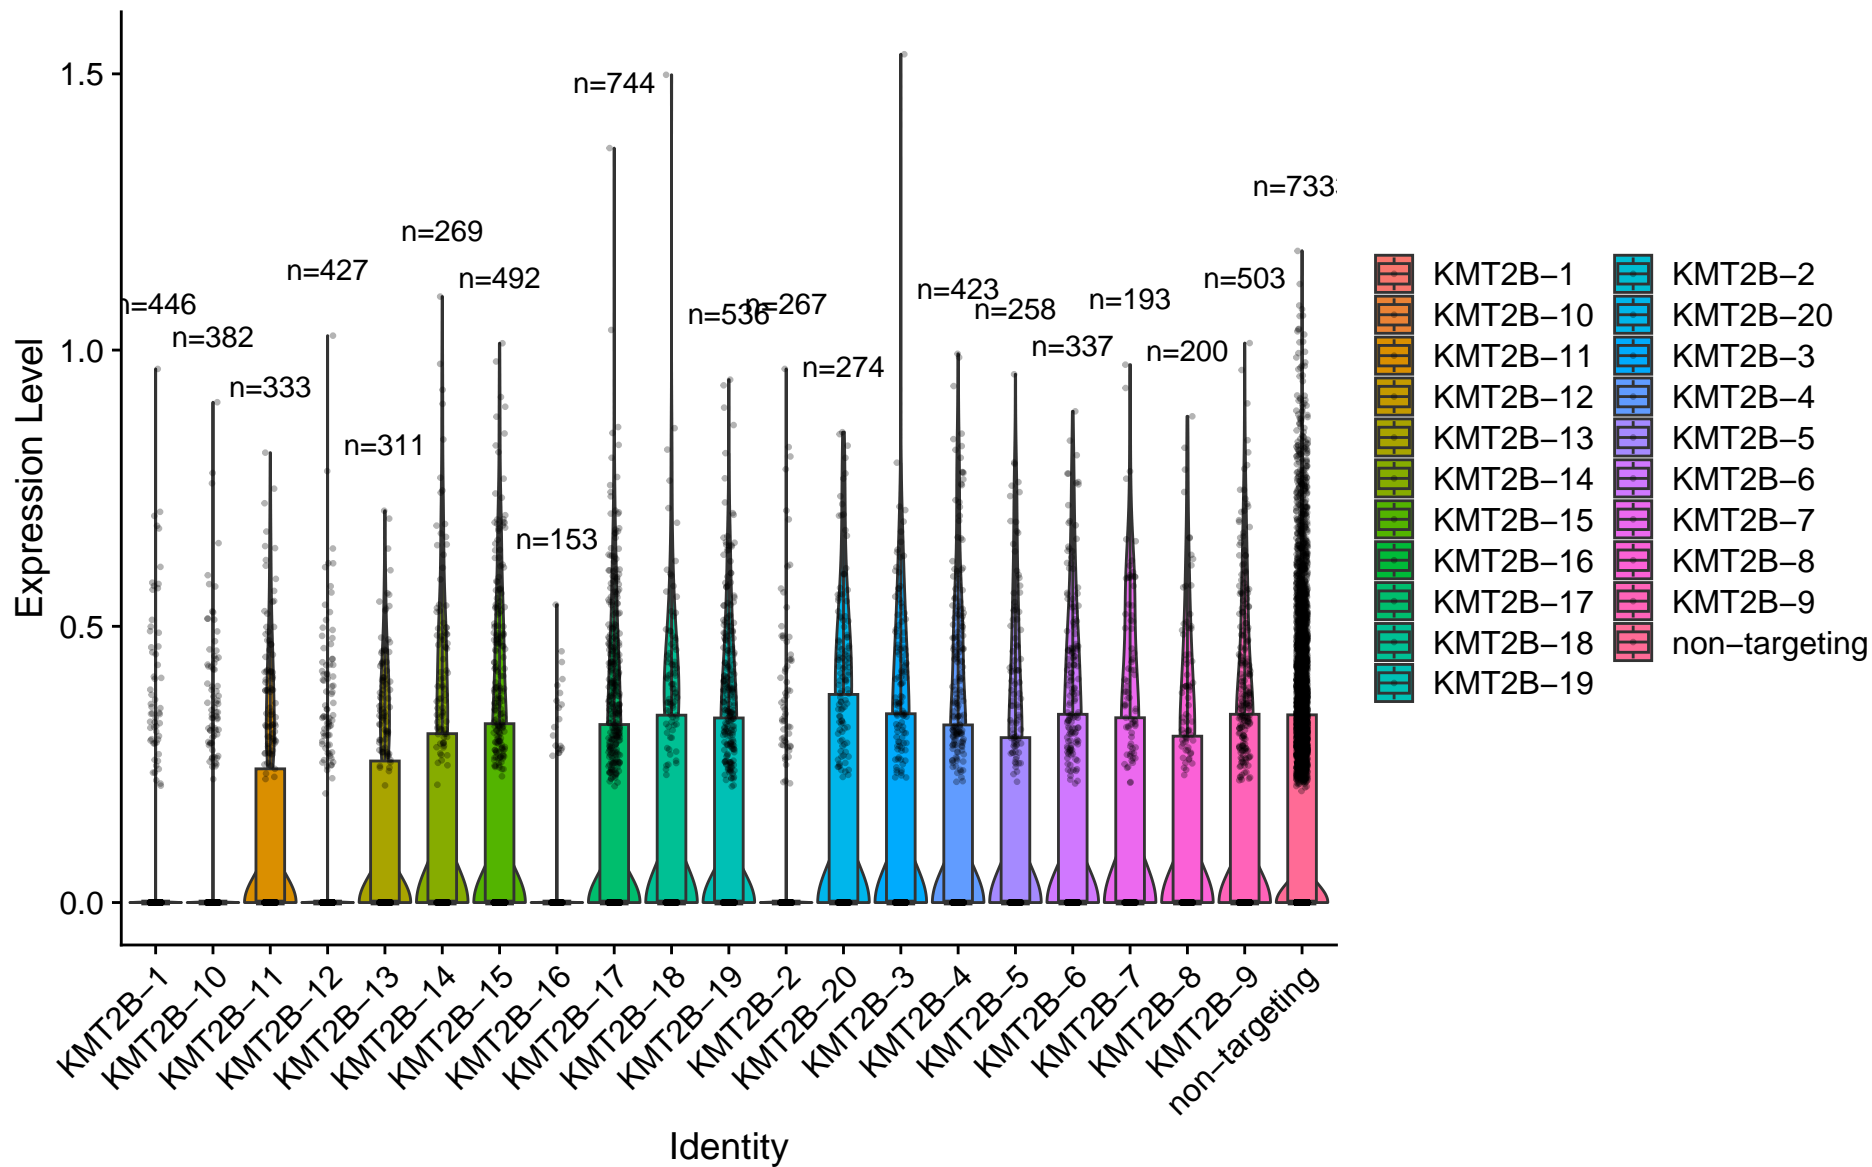 Expression Level
1.5
1.0
0.5
0.0
n=446
n=382
n=333
n=427
n=311
n=269
n=492
n=153
n=744
n=536
n=267
n=274
n=423
n=258
n=337
n=193
n=200
n=503
n=733
KMT2B−1
KMT2B−10
KMT2B−11
KMT2B−12
KMT2B−13
KMT2B−14
KMT2B−15
KMT2B−16
KMT2B−17
KMT2B−18
KMT2B−19
KMT2B−2
KMT2B−20
KMT2B−3
KMT2B−4
KMT2B−5
KMT2B−6
KMT2B−7
KMT2B−8
KMT2B−9
non−targeting
Identity
KMT2B−1
KMT2B−10
KMT2B−11
KMT2B−12
KMT2B−13
KMT2B−14
KMT2B−15
KMT2B−16
KMT2B−17
KMT2B−18
KMT2B−19
KMT2B−2
KMT2B−20
KMT2B−3
KMT2B−4
KMT2B−5
KMT2B−6
KMT2B−7
KMT2B−8
KMT2B−9
non−targeting